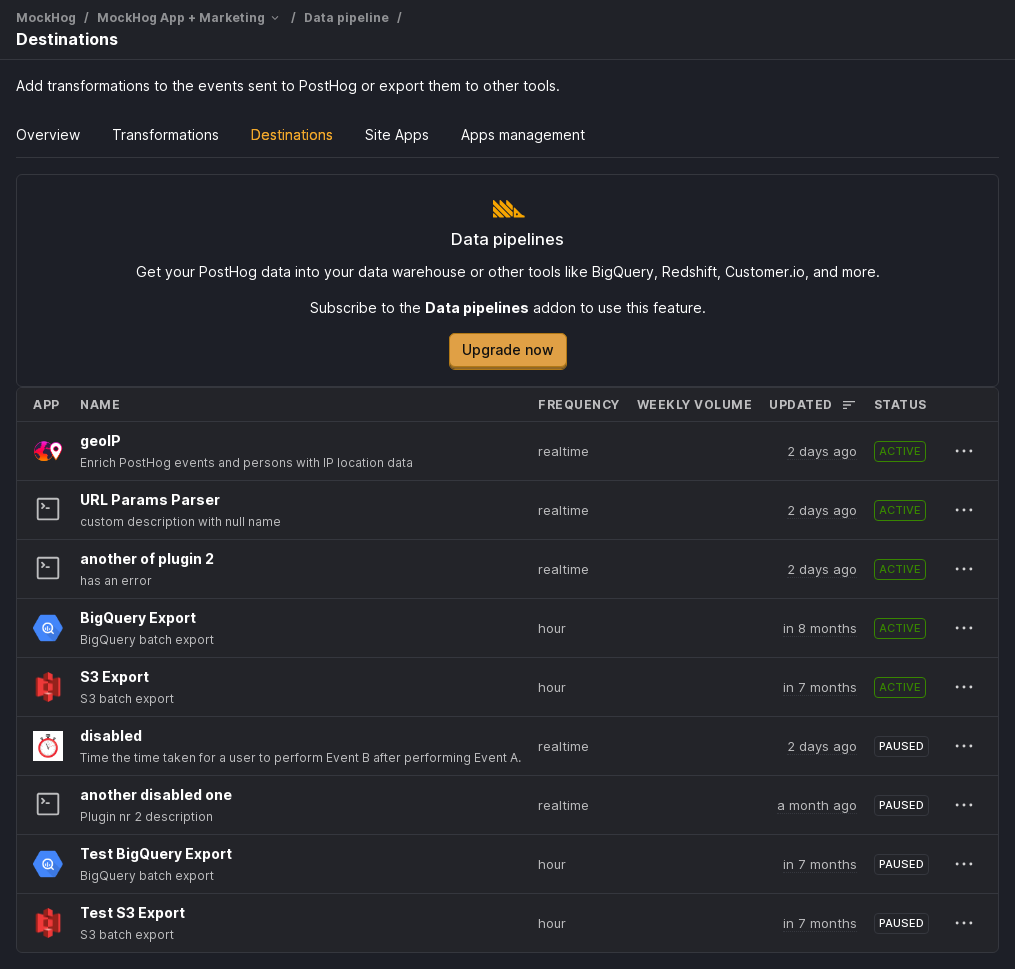 MockHog / MockHog App + Marketing / Data pipeline /
Destinations
Add transformations to the events sent to PostHog or export them to other tools.
Overview Transformations Destinations Site Apps Apps management
Data pipelines
Get your PostHog data into your data warehouse or other tools like BigQuery, Redshift, Customer.io, and more.
Subscribe to the Data pipelines addon to use this feature.
Upgrade now
APP NAME FREQUENCY WEEKLY VOLUME UPDATED STATUS
geoIP
Enrich PostHog events and persons with IP location data
realtime 2 days ago ACTIVE
URL Params Parser
custom description with null name
realtime 2 days ago ACTIVE
another of plugin 2
has an error
realtime 2 days ago ACTIVE
BigQuery Export
BigQuery batch export
hour in 8 months ACTIVE
S3 Export
S3 batch export
hour in 7 months ACTIVE
disabled
Time the time taken for a user to perform Event B after performing Event A.
realtime 2 days ago PAUSED
another disabled one
Plugin nr 2 description
realtime a month ago PAUSED
Test BigQuery Export
BigQuery batch export
hour in 7 months PAUSED
Test S3 Export
S3 batch export
hour in 7 months PAUSED